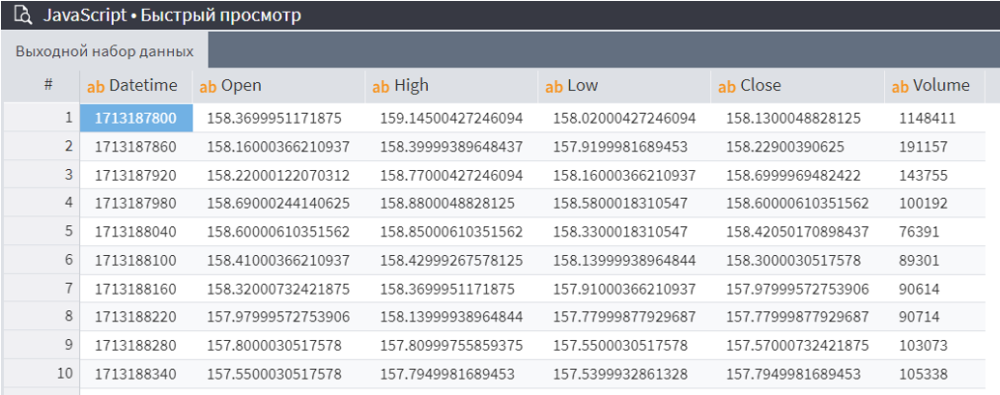 JavaScript • Быстрый просмотр
Выходной набор данных
# ab Datetime ab Open ab High ab Low ab Close ab Volume
1 1713187800 158.3699951171875 159.14500427246094 158.02000427246094 158.1300048828125 1148411
2 1713187860 158.16000366210937 158.39999389648437 157.9199981689453 158.22900390625 191157
3 1713187920 158.22000122070312 158.77000427246094 158.16000366210937 158.6999969482422 143755
4 1713187980 158.69000244140625 158.8800048828125 158.5800018310547 158.60000610351562 100192
5 1713188040 158.60000610351562 158.85000610351562 158.3300018310547 158.42050170898437 76391
6 1713188100 158.41000366210937 158.42999267578125 158.13999938964844 158.3000030517578 89301
7 1713188160 158.32000732421875 158.3699951171875 157.91000366210937 157.97999572753906 90614
8 1713188220 157.97999572753906 158.13999938964844 157.77999877929687 157.77999877929687 90714
9 1713188280 157.8000030517578 157.80999755859375 157.5500030517578 157.57000732421875 103073
10 1713188340 157.5500030517578 157.7949981689453 157.5399932861328 157.7949981689453 105338